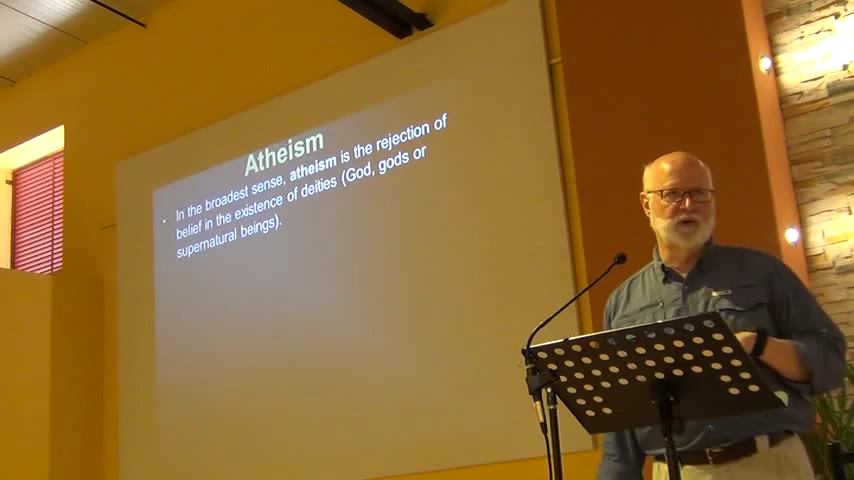 Atheism
• In the broadest sense, atheism is the rejection of
belief in the existence of deities (God, gods or
supernatural beings).